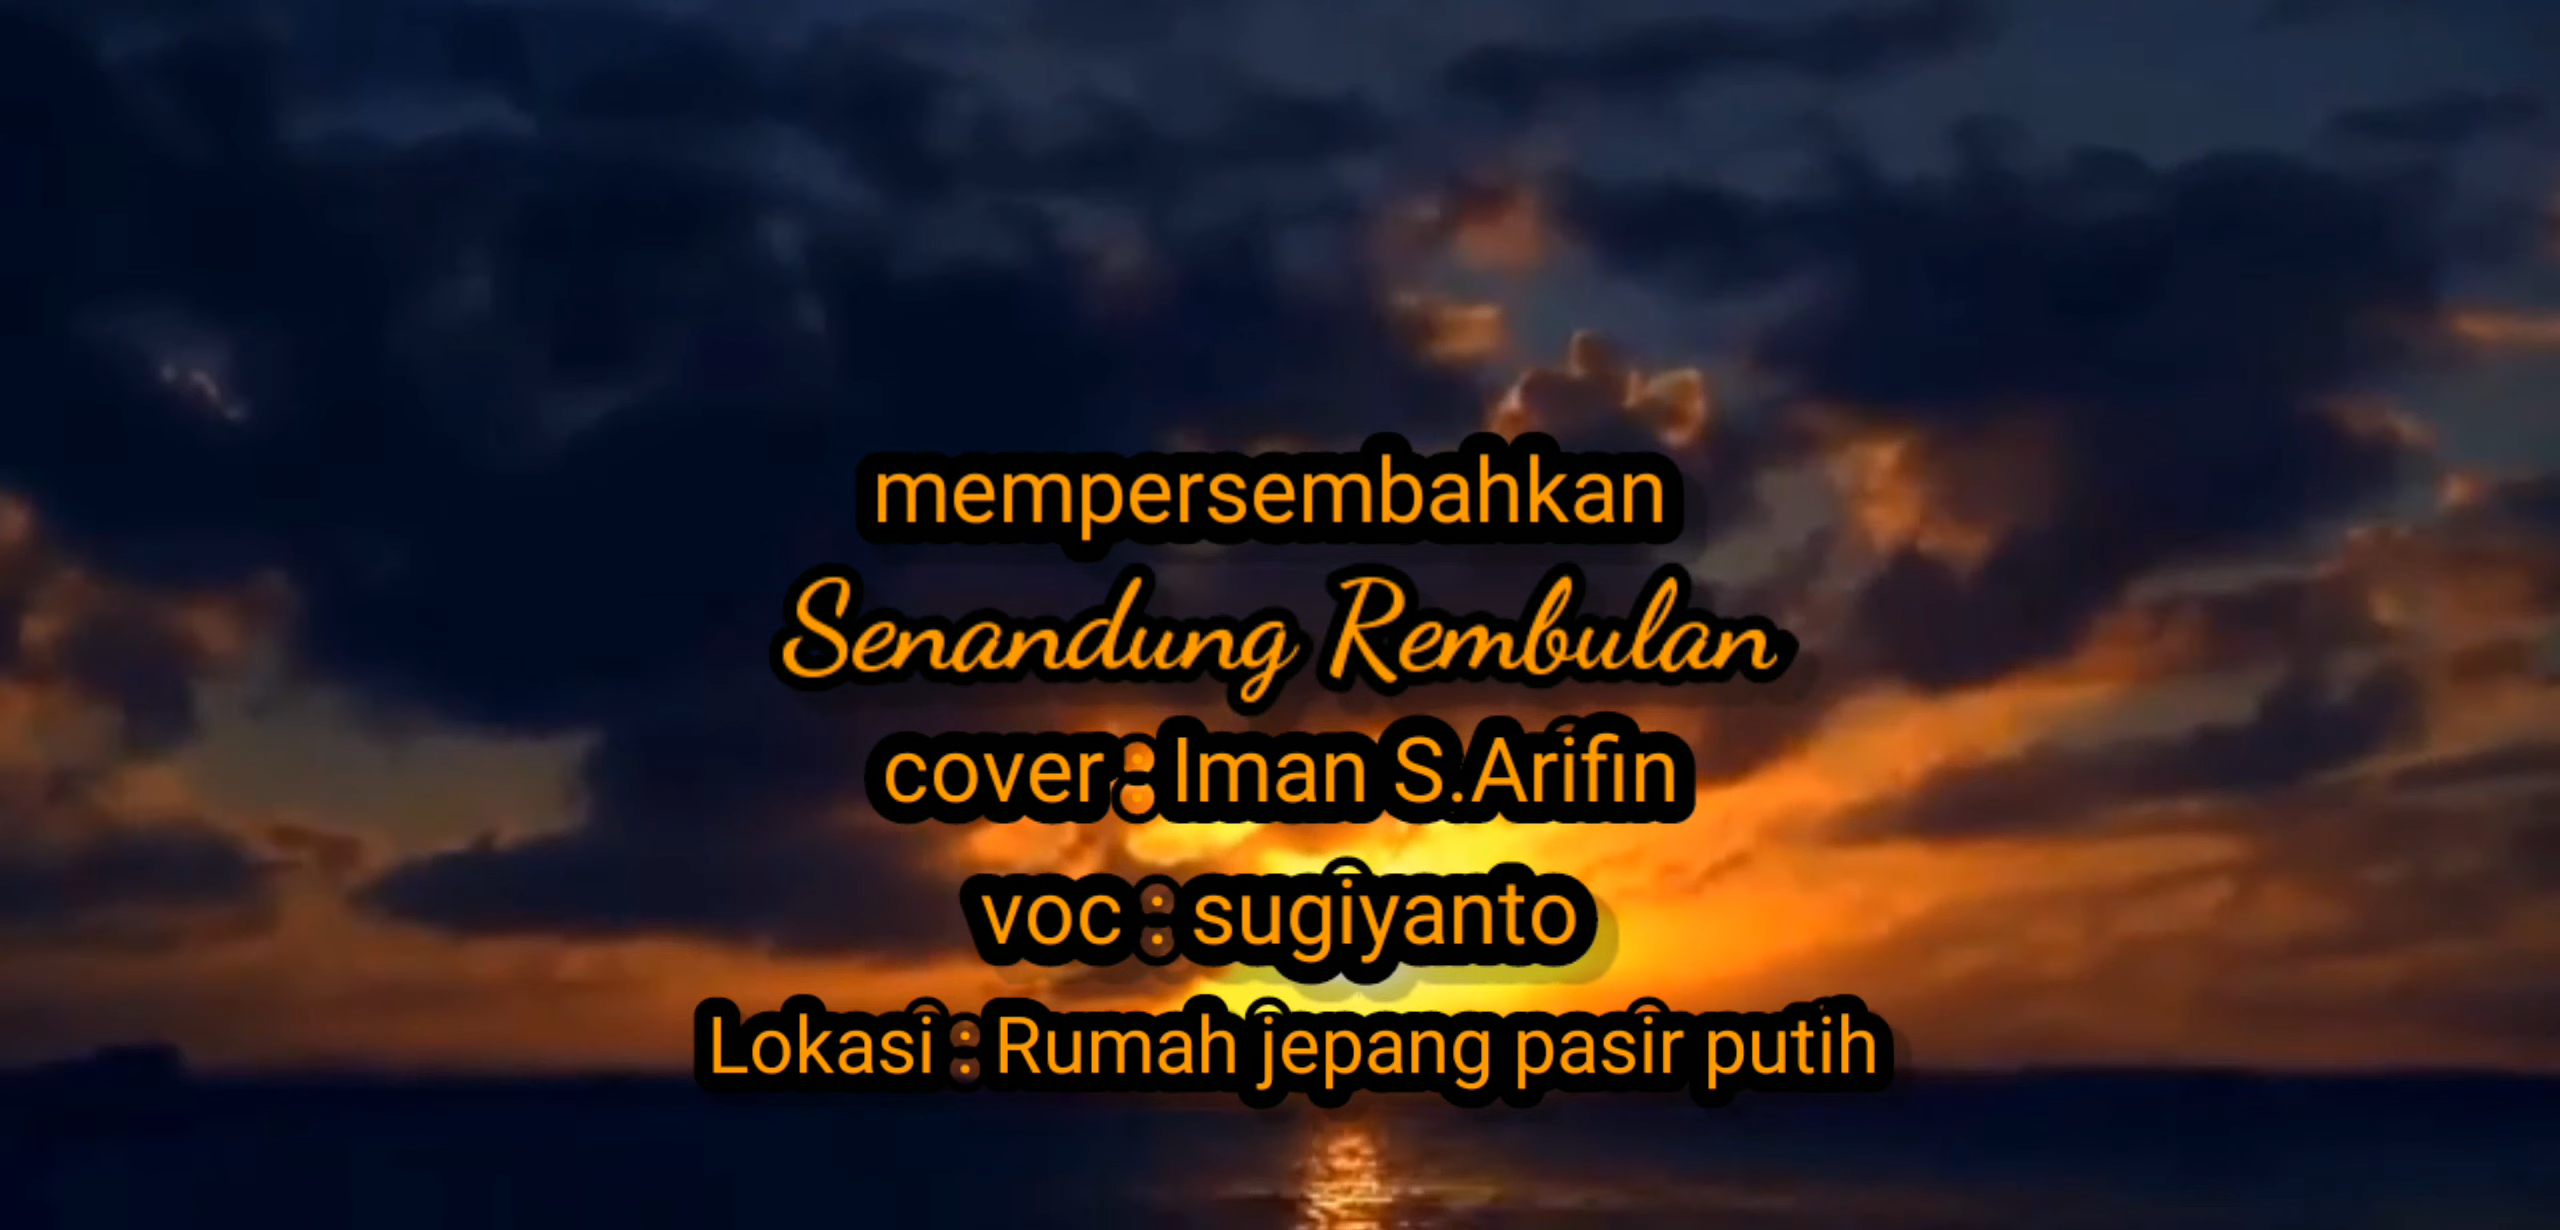 mempersembahkan
Senandung Rembulan
cover : Iman S.Arifin
voc : sugiyanto
Lokasi : Rumah jepang pasir putih